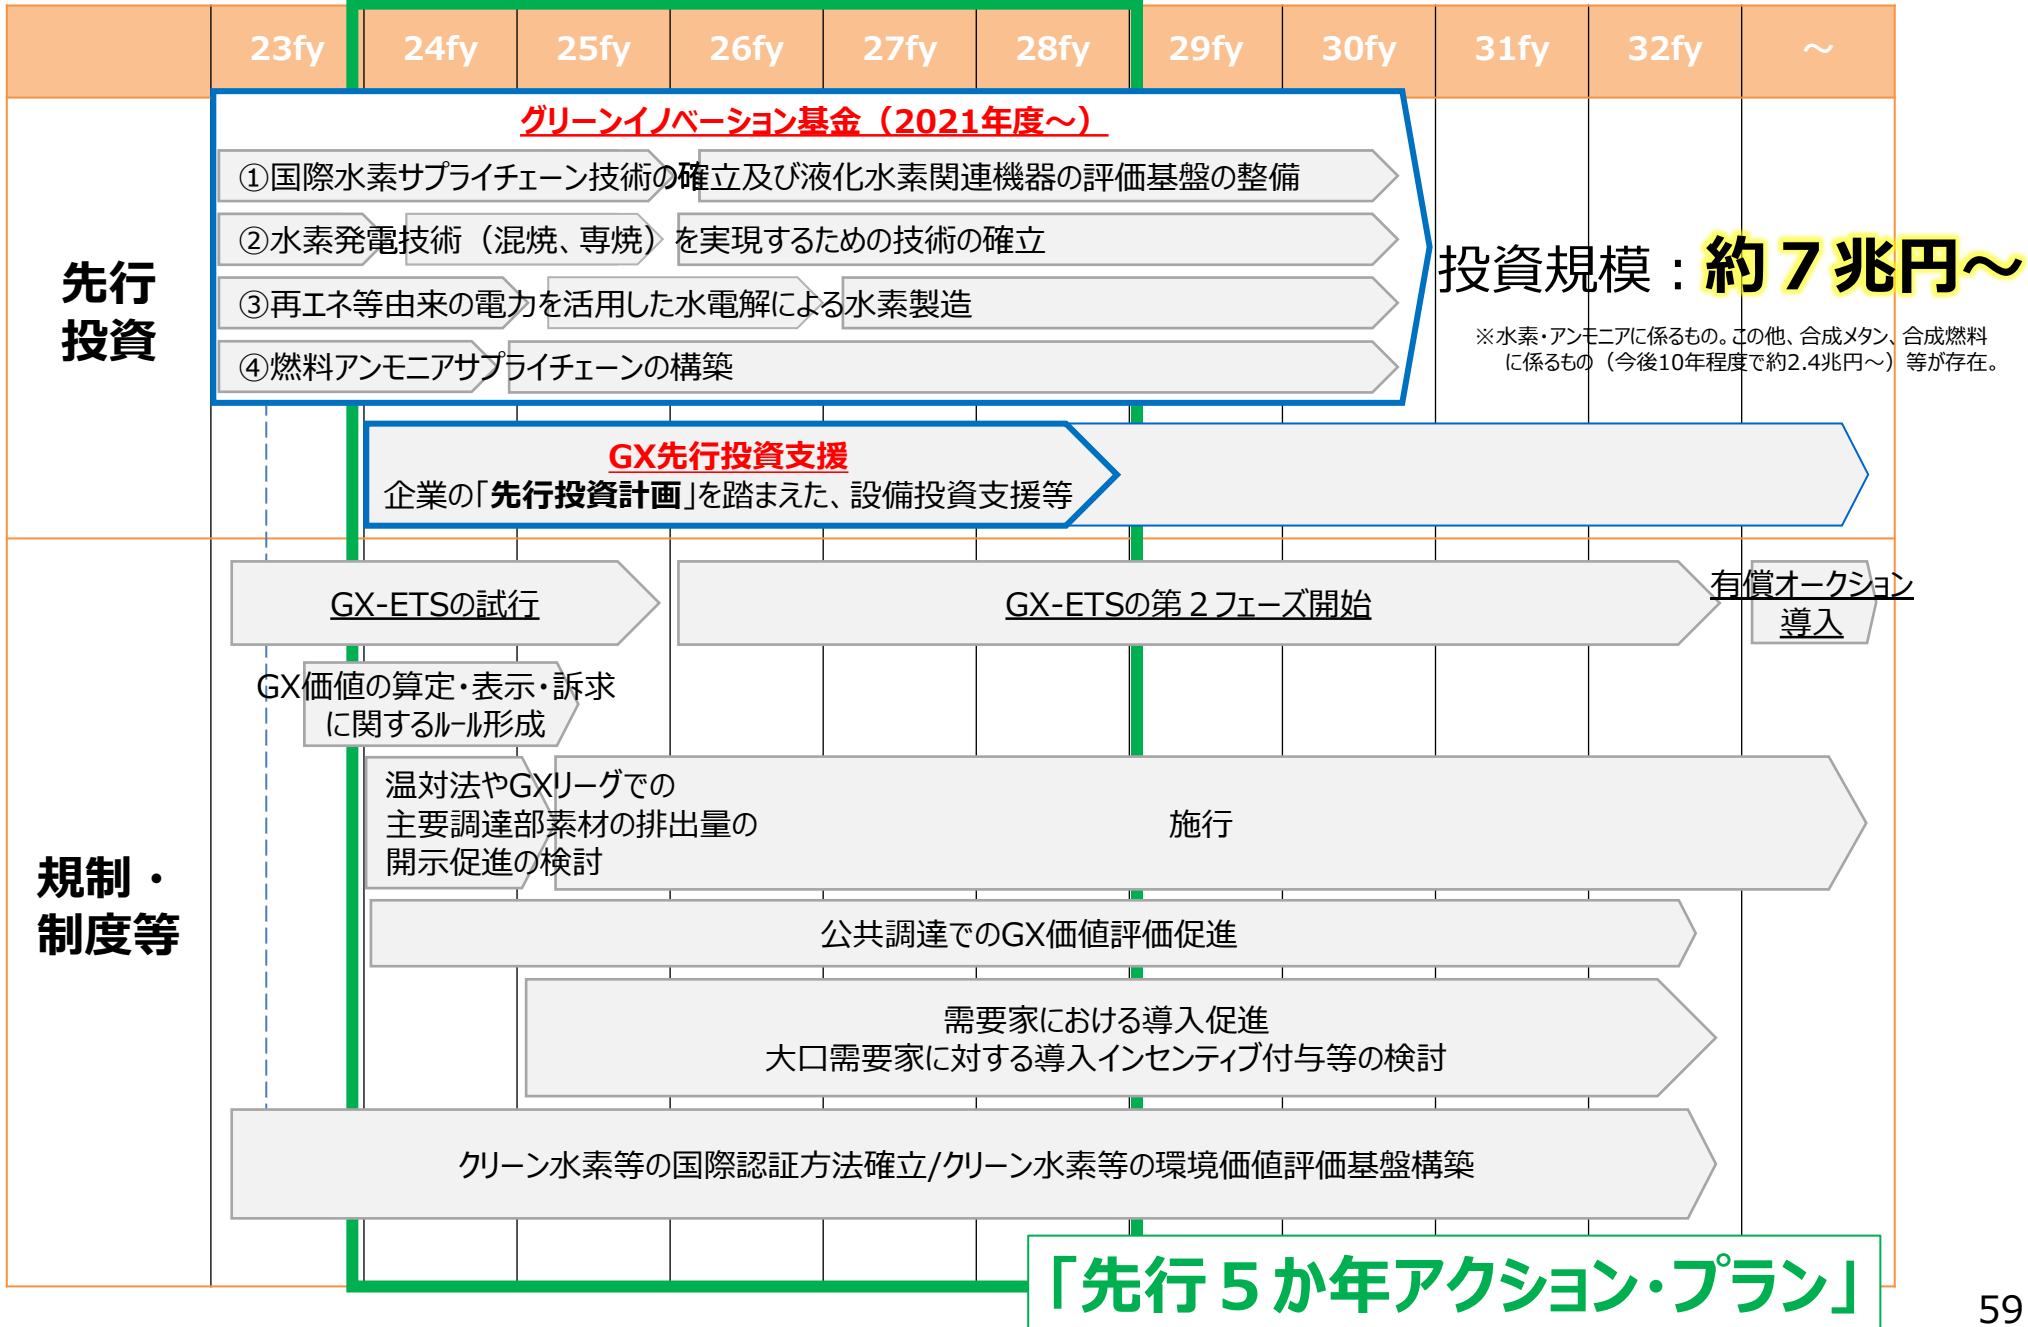 23fy 24fy 25fy 26fy 27fy 28fy 29fy 30fy 31fy 32fy ～
先行
投資
グリーンイノベーション基金（2021年度～）
①国際水素サプライチェーン技術の確立及び液化水素関連機器の評価基盤の整備
②水素発電技術（混焼、専焼）を実現するための技術の確立
③再エネ等由来の電力を活用した水電解による水素製造
④燃料アンモニアサプライチェーンの構築
投資規模：約７兆円～
※水素・アンモニアに係るもの。この他、合成メタン、合成燃料
に係るもの（今後10年程度で約2.4兆円～）等が存在。
GX先行投資支援
企業の「先行投資計画」を踏まえた、設備投資支援等
規制・
制度等
GX-ETSの試行
GX-ETSの第２フェーズ開始
有償オークション
導入
GX価値の算定・表示・訴求
に関するルール形成
温対法やGXリーグでの
主要調達部素材の排出量の
開示促進の検討
施行
公共調達でのGX価値評価促進
需要家における導入促進
大口需要家に対する導入インセンティブ付与等の検討
クリーン水素等の国際認証方法確立/クリーン水素等の環境価値評価基盤構築
「先行５か年アクション・プラン」
59